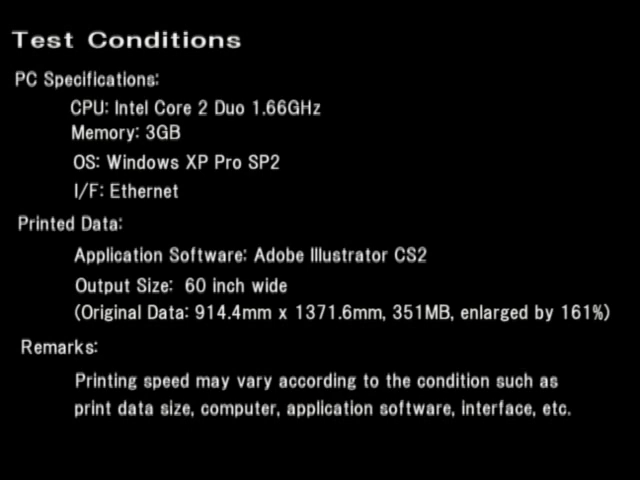 Test Conditions
PC Specifications:
CPU: Intel Core 2 Duo 1.66GHz
Memory: 3GB
OS: Windows XP Pro SP2
I/F: Ethernet
Printed Data:
Application Software: Adobe Illustrator CS2
Output Size: 60 inch wide
(Original Data: 914.4mm x 1371.6mm, 351MB, enlarged by 161%)
Remarks:
Printing speed may vary according to the condition such as
print data size, computer, application software, interface, etc.